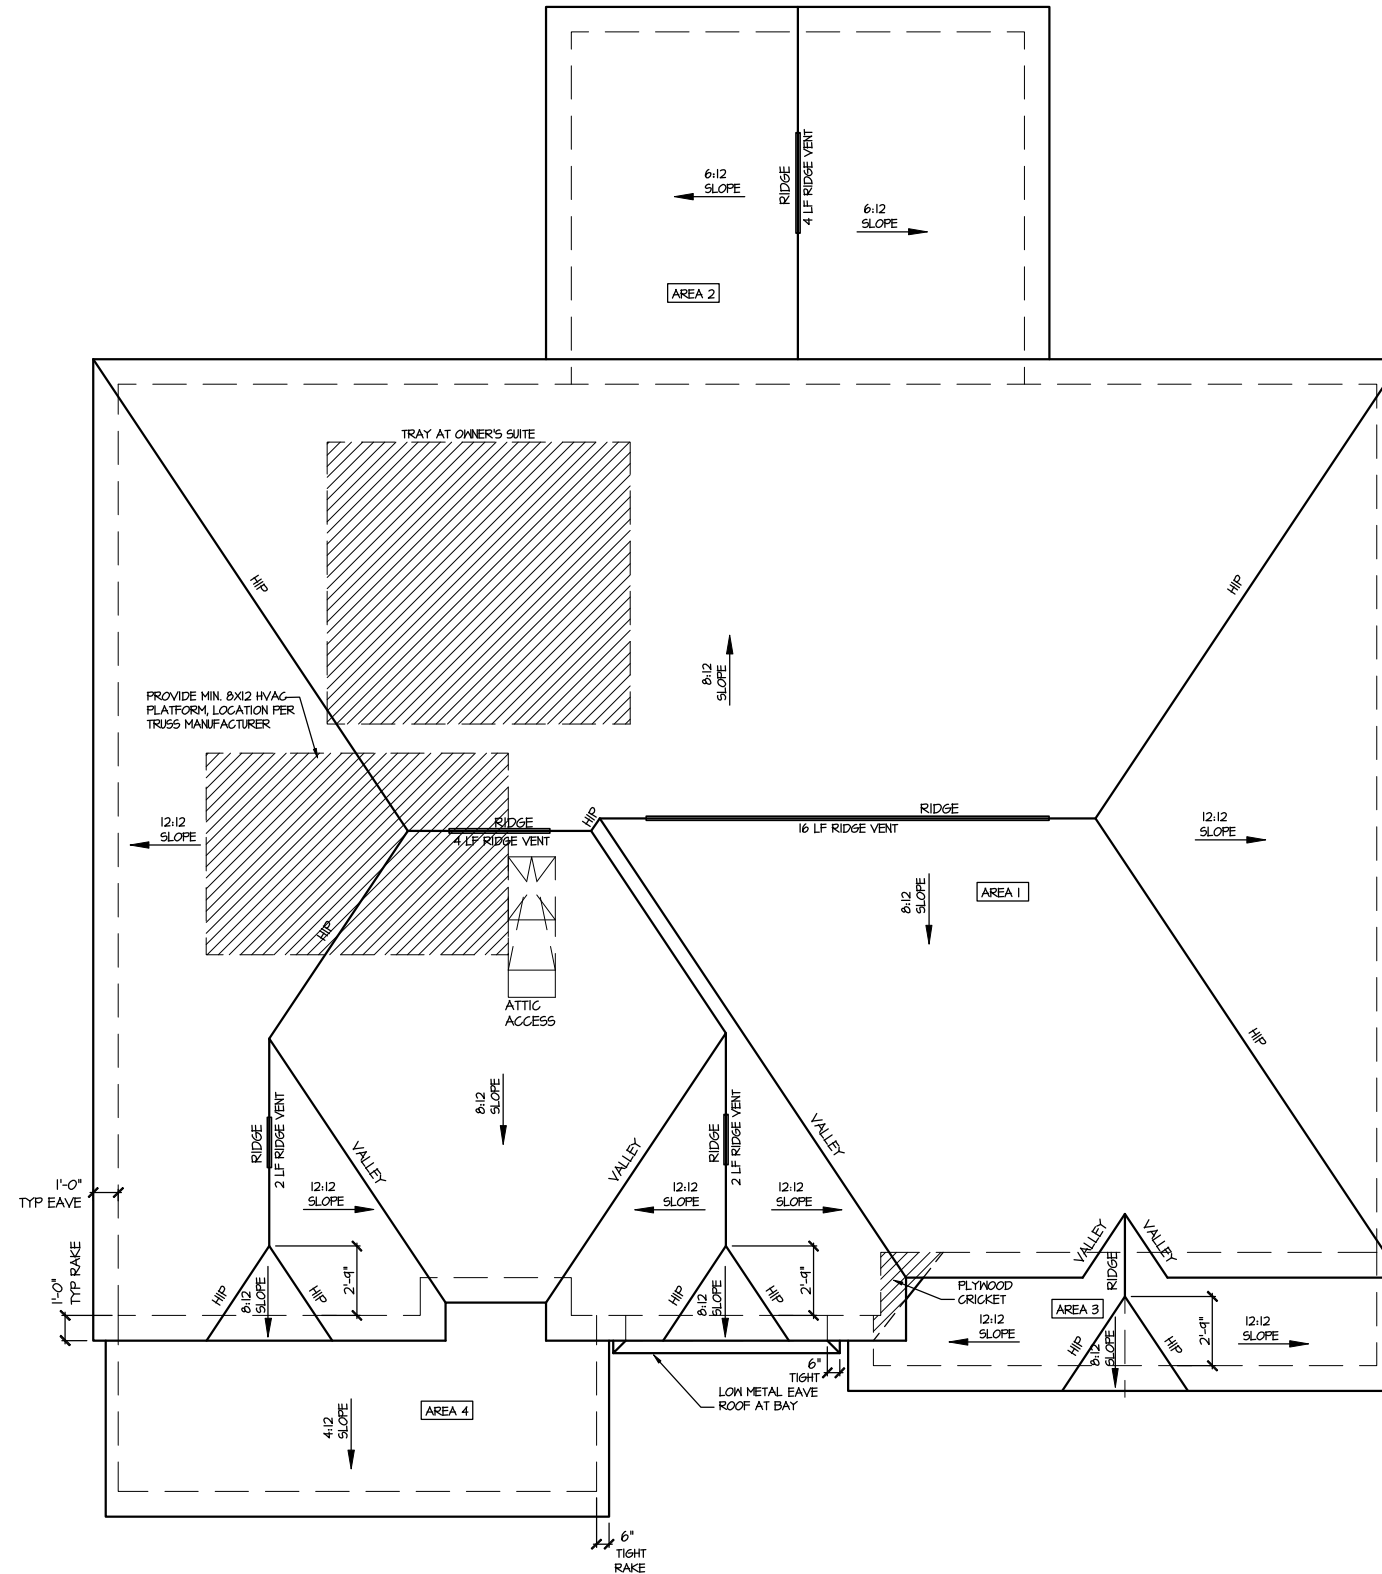 6:12
SLOPE
RIDGE
4 LF RIDGE VENT
6:12
SLOPE
AREA 2
TRAY AT OWNER'S SUITE
HIP
HIP
8:12
SLOPE
PROVIDE MIN. 8X12 HVAC
PLATFORM, LOCATION PER
TRUSS MANUFACTURER
12:12
SLOPE
RIDGE
4 LF RIDGE VENT
HIP
RIDGE
16 LF RIDGE VENT
12:12
SLOPE
8:12
SLOPE
AREA 1
HIP
ATTIC
ACCESS
HIP
8:12
SLOPE
RIDGE
2 LF RIDGE VENT
VALLEY
VALLEY
RIDGE
2 LF RIDGE VENT
VALLEY
1'-0"
TYP EAVE
12:12
SLOPE
12:12
SLOPE
12:12
SLOPE
1'-0"
TYP RAKE
HIP
8:12
SLOPE
HIP
2'-9"
HIP
8:12
SLOPE
HIP
2'-9"
VALLEY
VALLEY
RIDGE
PLYWOOD
CRICKET
AREA 3
12:12
SLOPE
HIP
8:12
SLOPE
HIP
2'-9"
12:12
SLOPE
6"
TIGHT
LOW METAL EAVE
ROOF AT BAY
4:12
SLOPE
AREA 4
6"
TIGHT
RAKE